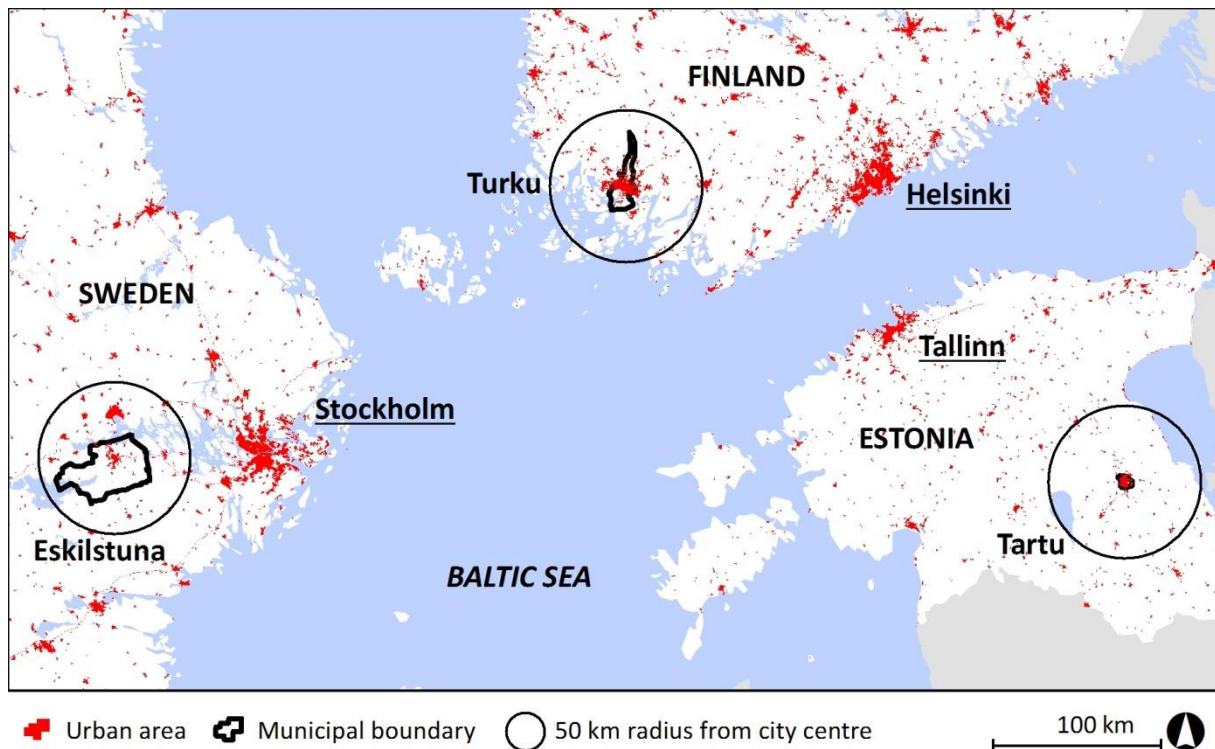 FINLAND
Turku
Helsinki
SWEDEN
Tallinn
Stockholm
ESTONIA
Eskilstuna
Tartu
BALTIC SEA
Urban area
Municipal boundary
50 km radius from city centre
100 km